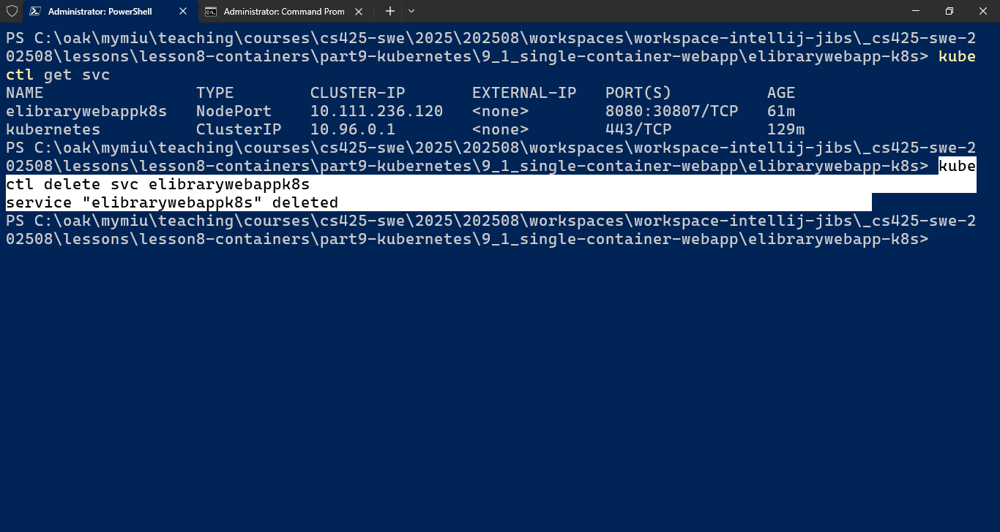 Administrator: PowerShell
Administrator: Command Prom
PS C:\oak\mymiu\teaching\courses\cs425-swe\2025\202508\workspaces\workspace-intellij-jibs\_cs425-swe-2
02508\lessons\lesson8-containers\part9-kubernetes\9_1_single-container-webapp\elibrarywebapp-k8s> kube
ctl get svc
NAME TYPE CLUSTER-IP EXTERNAL-IP PORT(S) AGE
elibrarywebappk8s NodePort 10.111.236.120 <none> 8080:30807/TCP 61m
kubernetes ClusterIP 10.96.0.1 <none> 443/TCP 129m
PS C:\oak\mymiu\teaching\courses\cs425-swe\2025\202508\workspaces\workspace-intellij-jibs\_cs425-swe-2
02508\lessons\lesson8-containers\part9-kubernetes\9_1_single-container-webapp\elibrarywebapp-k8s> kube
ctl delete svc elibrarywebappk8s
service "elibrarywebappk8s" deleted
PS C:\oak\mymiu\teaching\courses\cs425-swe\2025\202508\workspaces\workspace-intellij-jibs\_cs425-swe-2
02508\lessons\lesson8-containers\part9-kubernetes\9_1_single-container-webapp\elibrarywebapp-k8s>